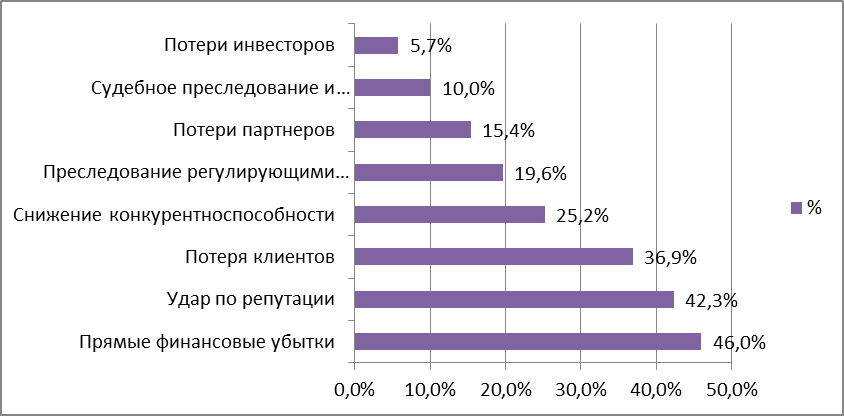 Потери инвесторов 5,7%
Судебное преследование и... 10,0%
Потери партнеров 15,4%
Преследование регулирующими... 19,6%
Снижение конкурентноспособности 25,2%
Потеря клиентов 36,9%
Удар по репутации 42,3%
Прямые финансовые убытки 46,0%
0,0% 10,0% 20,0% 30,0% 40,0% 50,0%
%